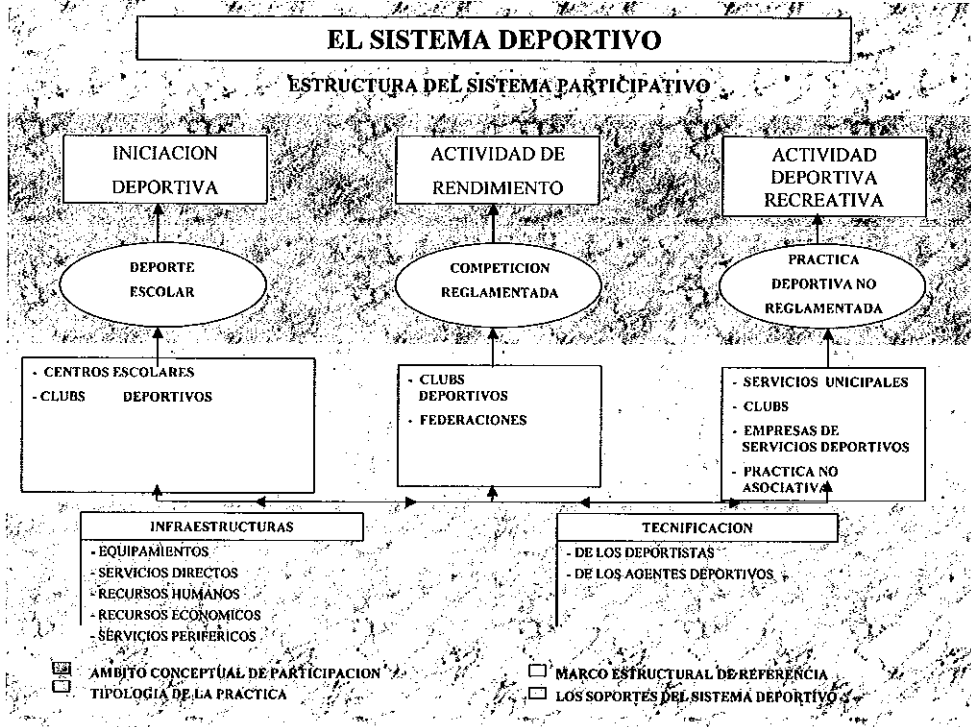 EL SISTEMA DEPORTIVO
ESTRUCTURA DEL SISTEMA PARTICIPATIVO
INICIACION
DEPORTIVA
ACTIVIDAD DE
RENDIMIENTO
ACTIVIDAD
DEPORTIVA
RECREATIVA
DEPORTE
ESCOLAR
COMPETICION
REGLAMENTADA
PRACTICA
DEPORTIVA NO
REGLAMENTADA
- CENTROS ESCOLARES
- CLUBS DEPORTIVOS
- CLUBS
DEPORTIVOS
- FEDERACIONES
- SERVICIOS UNICIPALES
- CLUBS
- EMPRESAS DE
SERVICIOS DEPORTIVOS
- PRACTICA NO
ASOCIATIVA
INFRAESTRUCTURAS
- EQUIPAMIENTOS
- SERVICIOS DIRECTOS
- RECURSOS HUMANOS
- RECURSOS ECONOMICOS
- SERVICIOS PERIFERICOS
TECNIFICACION
- DE LOS DEPORTISTAS
- DE LOS AGENTES DEPORTIVOS
AMBITO CONCEPTUAL DE PARTICIPACION
TIPOLOGIA DE LA PRACTICA
MARCO ESTRUCTURAL DE REFERENCIA
LOS SOPORTES DEL SISTEMA DEPORTIVO